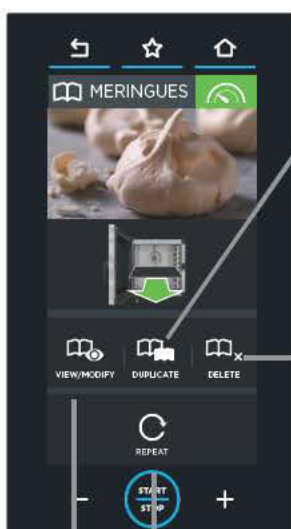 MERINGUES
VIEW/MODIFY DUPLICATE DELETE
REPEAT
START
STOP